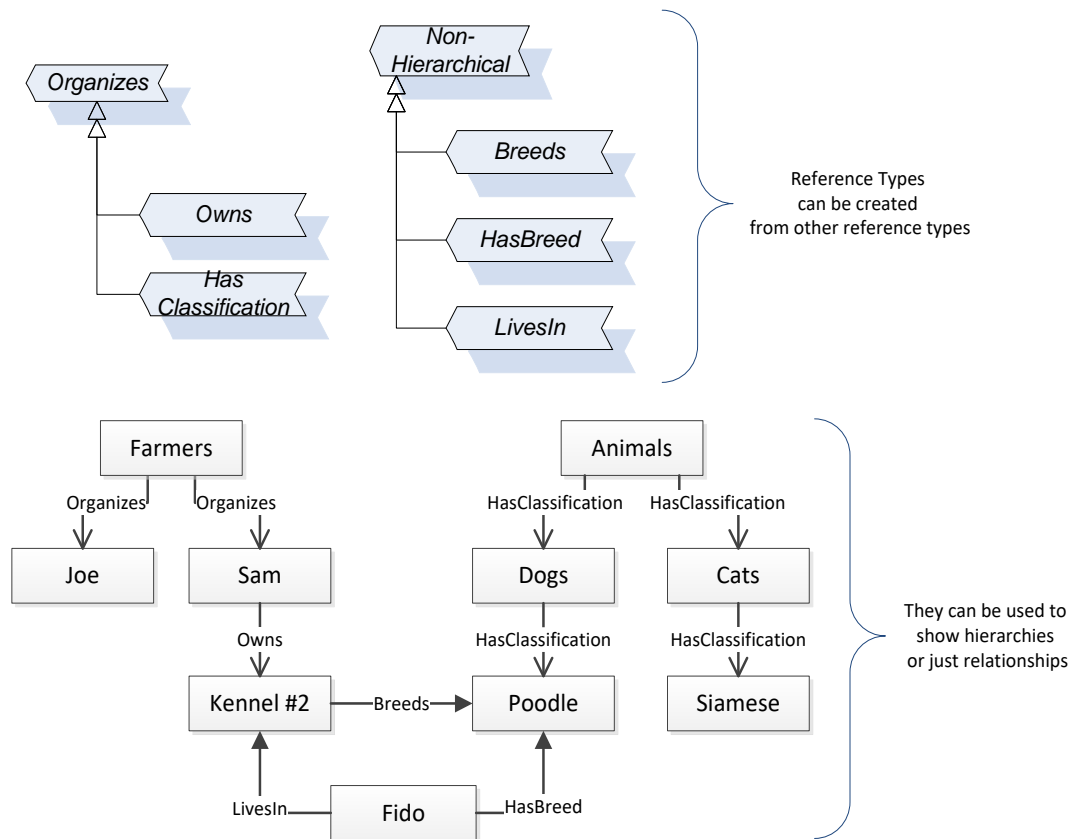 Organizes
Owns
Has
Classification
Non-
Hierarchical
Breeds
HasBreed
LivesIn
Reference Types
can be created
from other reference types
Farmers
Animals
Organizes
Organizes
HasClassification
HasClassification
Joe
Sam
Dogs
Cats
Owns
HasClassification
HasClassification
Kennel #2
Breeds
Poodle
Siamese
LivesIn
Fido
HasBreed
They can be used to
show hierarchies
or just relationships